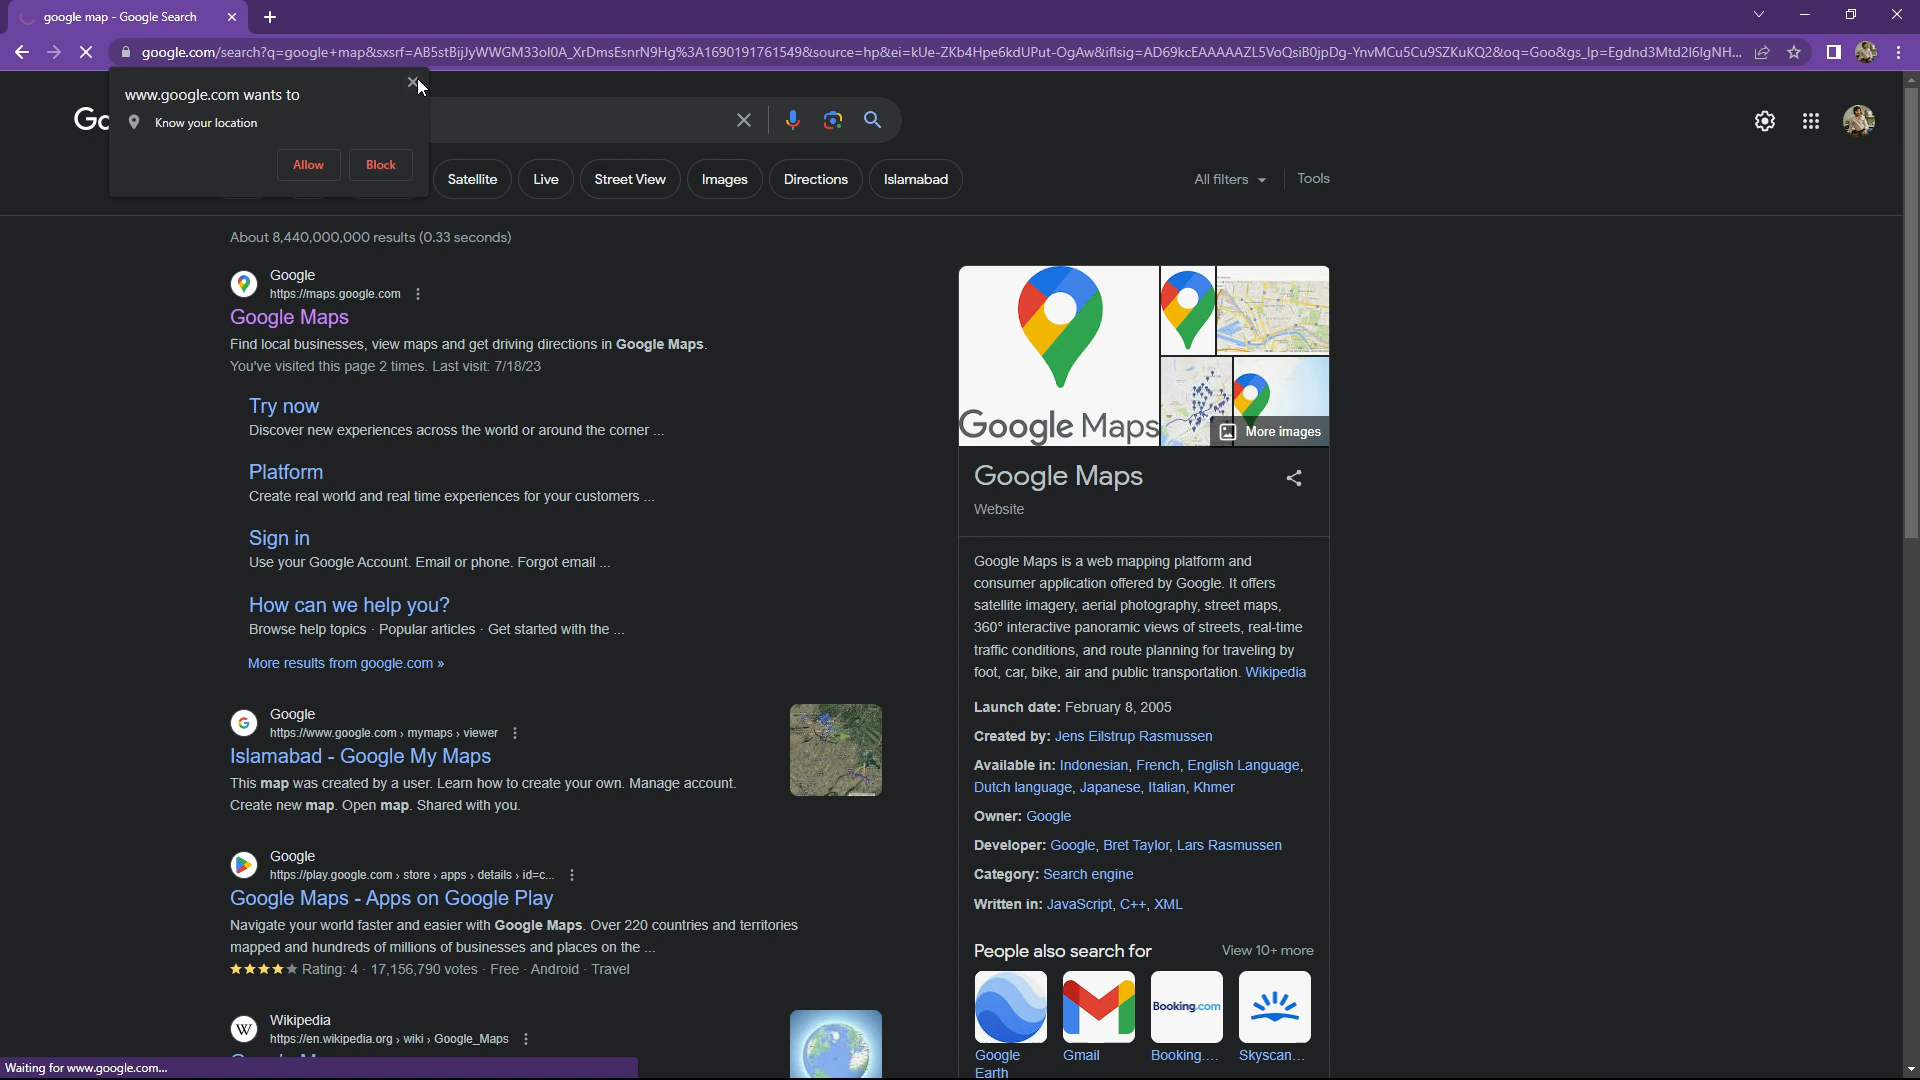 google map - Google Search
google.com/search?q=google+map&sxsrf=AB5stBijJyWWGM33ol0A_XrDmsEsnrN9Hg%3A1690191761549&source=hp&ei=kUe-ZKb4Hpe6kdUPut-OgAw&iflsig=AD69kcEAAAAAZL5VoQsiB0jpDg-YnvMCu5Cu9SZKuKQ2&oq=Goo&gs_lp=Egdnd3Mtd2l6IgNH...
www.google.com wants to
Know your location
Allow Block
Go
Satellite Live Street View Images Directions Islamabad All filters Tools
About 8,440,000,000 results (0.33 seconds)
Google
https://maps.google.com
Google Maps
Find local businesses, view maps and get driving directions in Google Maps.
You've visited this page 2 times. Last visit: 7/18/23
Try now
Discover new experiences across the world or around the corner ...
Platform
Create real world and real time experiences for your customers ...
Sign in
Use your Google Account. Email or phone. Forgot email ...
How can we help you?
Browse help topics · Popular articles · Get started with the ...
More results from google.com »
Google
https://www.google.com › mymaps › viewer
Islamabad - Google My Maps
This map was created by a user. Learn how to create your own. Manage account.
Create new map. Open map. Shared with you.
Google
https://play.google.com › store › apps › details › id=c...
Google Maps - Apps on Google Play
Navigate your world faster and easier with Google Maps. Over 220 countries and territories
mapped and hundreds of millions of businesses and places on the ...
Rating: 4 · 17,156,790 votes · Free · Android · Travel
W
Wikipedia
https://en.wikipedia.org › wiki › Google_Maps
Google Maps
More images
Google Maps
Website
Google Maps is a web mapping platform and
consumer application offered by Google. It offers
satellite imagery, aerial photography, street maps,
360° interactive panoramic views of streets, real-time
traffic conditions, and route planning for traveling by
foot, car, bike, air and public transportation. Wikipedia
Launch date: February 8, 2005
Created by: Jens Eilstrup Rasmussen
Available in: Indonesian, French, English Language,
Dutch language, Japanese, Italian, Khmer
Owner: Google
Developer: Google, Bret Taylor, Lars Rasmussen
Category: Search engine
Written in: JavaScript, C++, XML
People also search for View 10+ more
Booking.com
Google
Earth
Gmail
Booking....
Skyscan...
Waiting for www.google.com...